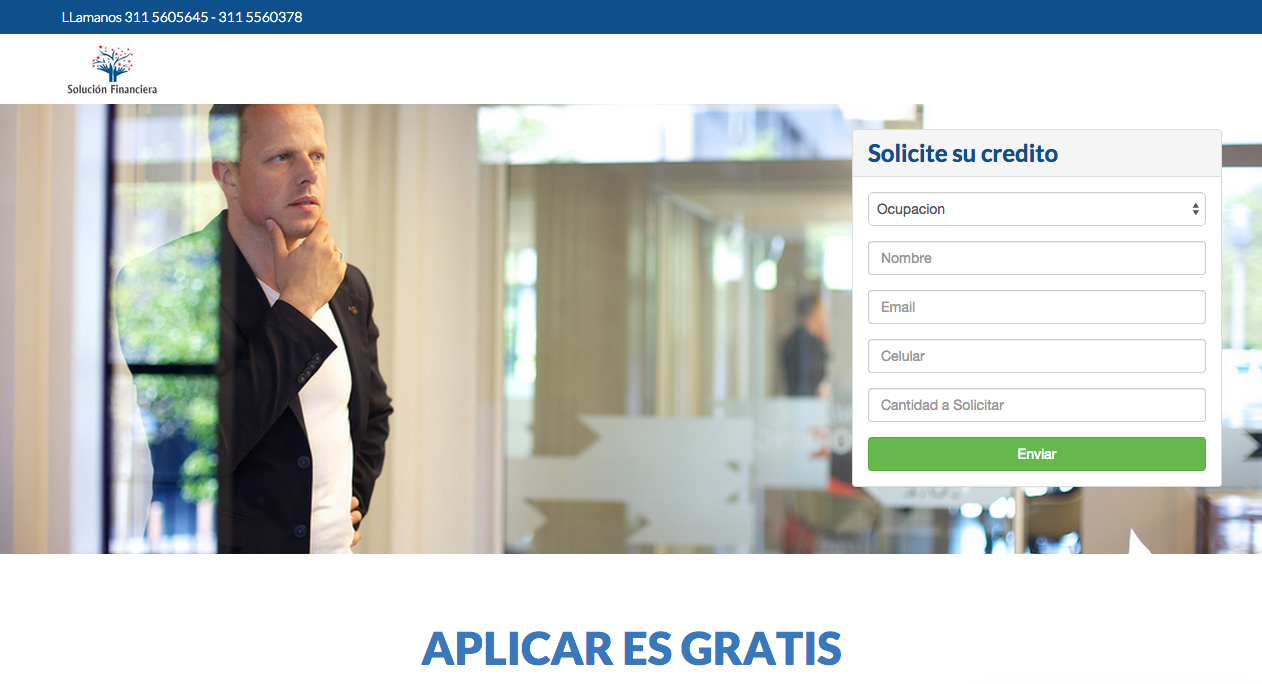 LLamanos 311 5605645 - 311 5560378
Solución Financiera
Solicite su credito
Ocupacion
Nombre
Email
Celular
Cantidad a Solicitar
Enviar
APLICAR ES GRATIS